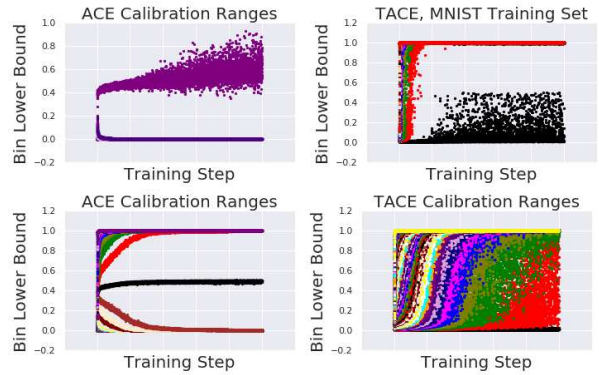 ACE Calibration Ranges
Bin Lower Bound
1.0
0.8
0.6
0.4
0.2
0.0
−0.2
Training Step
TACE, MNIST Training Set
Bin Lower Bound
1.2
1.0
0.8
0.6
0.4
0.2
0.0
−0.2
Training Step
ACE Calibration Ranges
Bin Lower Bound
1.2
1.0
0.8
0.6
0.4
0.2
0.0
−0.2
Training Step
TACE Calibration Ranges
Bin Lower Bound
1.2
1.0
0.8
0.6
0.4
0.2
0.0
−0.2
Training Step